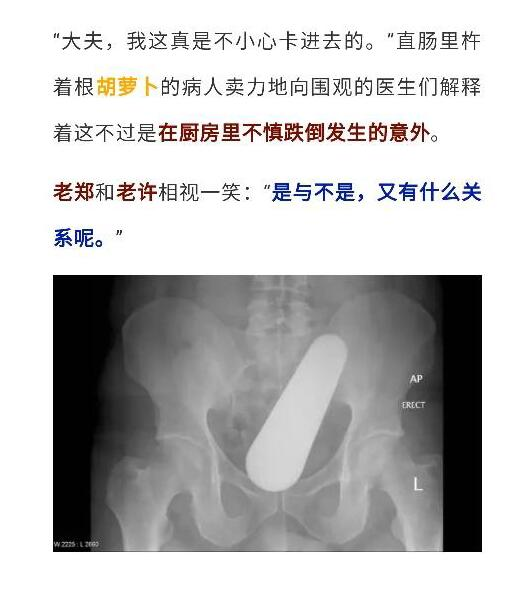 “大夫，我这真是不小心卡进去的。”直肠里杵
着根胡萝卜的病人卖力地向围观的医生们解释
着这不过是在厨房里不慎跌倒发生的意外。
老郑和老许相视一笑：“是与不是，又有什么关
系呢。”
AP
ERECT
L
W 2225 : L 2660